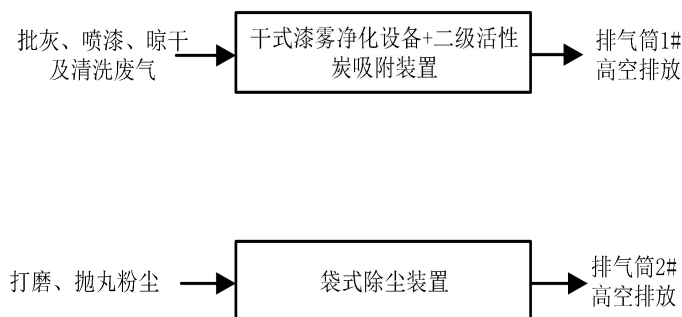 批灰、喷漆、晾干
及清洗废气
干式漆雾净化设备+二级活性
炭吸附装置
排气筒1#
高空排放
打磨、抛丸粉尘
袋式除尘装置
排气筒2#
高空排放